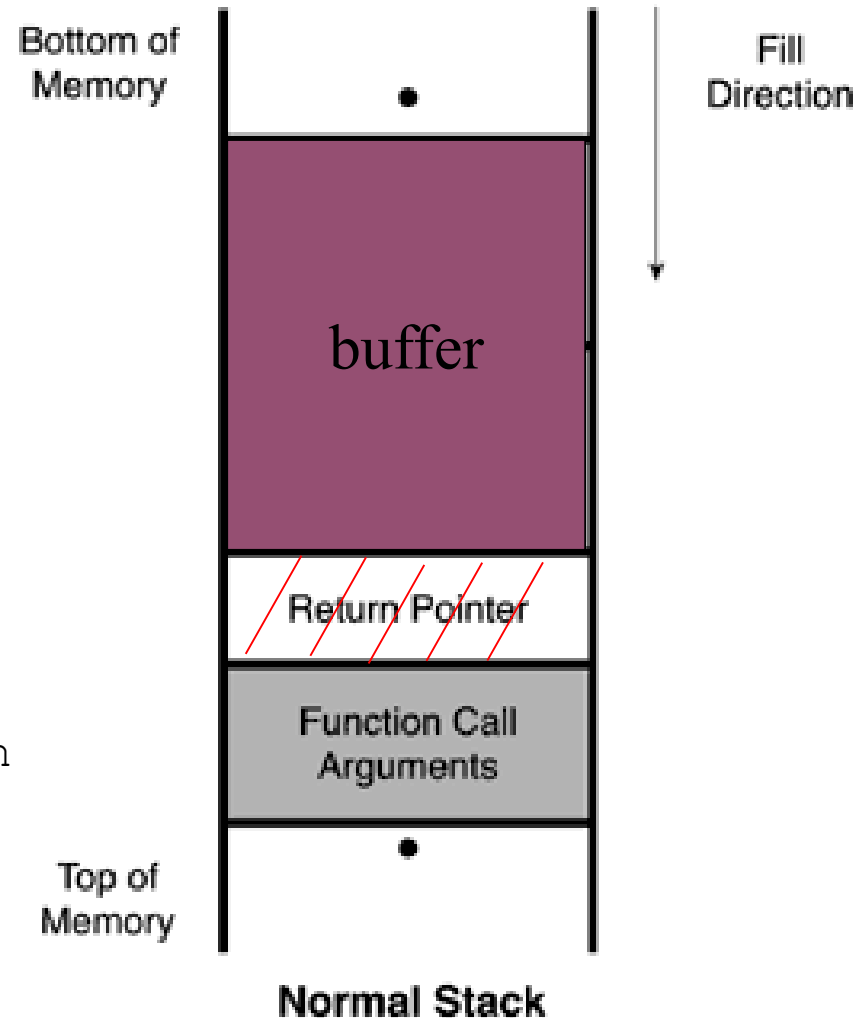 Bottom of
Memory
Fill
Direction
buffer
Return Pointer
Function Call
Arguments
n
Top of
Memory
Normal Stack